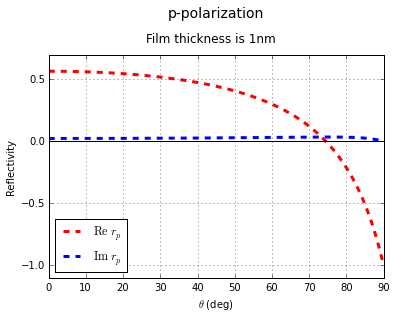 p-polarization
Film thickness is 1nm
Reflectivity
0.5
0.0
−0.5
−1.0
Re r_p
Im r_p
0 10 20 30 40 50 60 70 80 90
θ (deg)